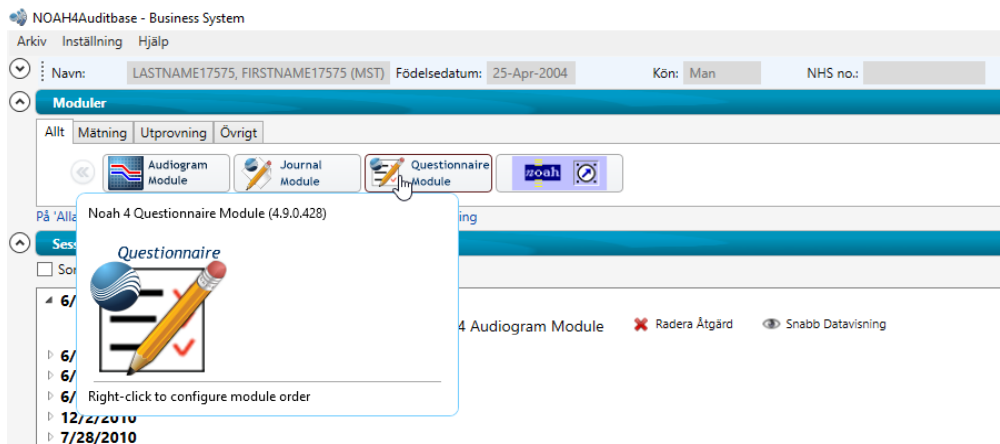 NOAH4Auditbase - Business System
Arkiv Inställning Hjälp
Navn: LASTNAME17575, FIRSTNAME17575 (MST) Födelsedatum: 25-Apr-2004 Kön: Man NHS no.:
Moduler
Allt Mätning Utprovning Övrigt
Audiogram Module
Journal Module
Questionnaire Module
noah
På 'Alla ing
Noah 4 Questionnaire Module (4.9.0.428)
Sess
Questionnaire
Sor
6/
4 Audiogram Module Radera Åtgärd Snabb Datavisning
6/
6/
6/
Right-click to configure module order
12/2/2010
7/28/2010